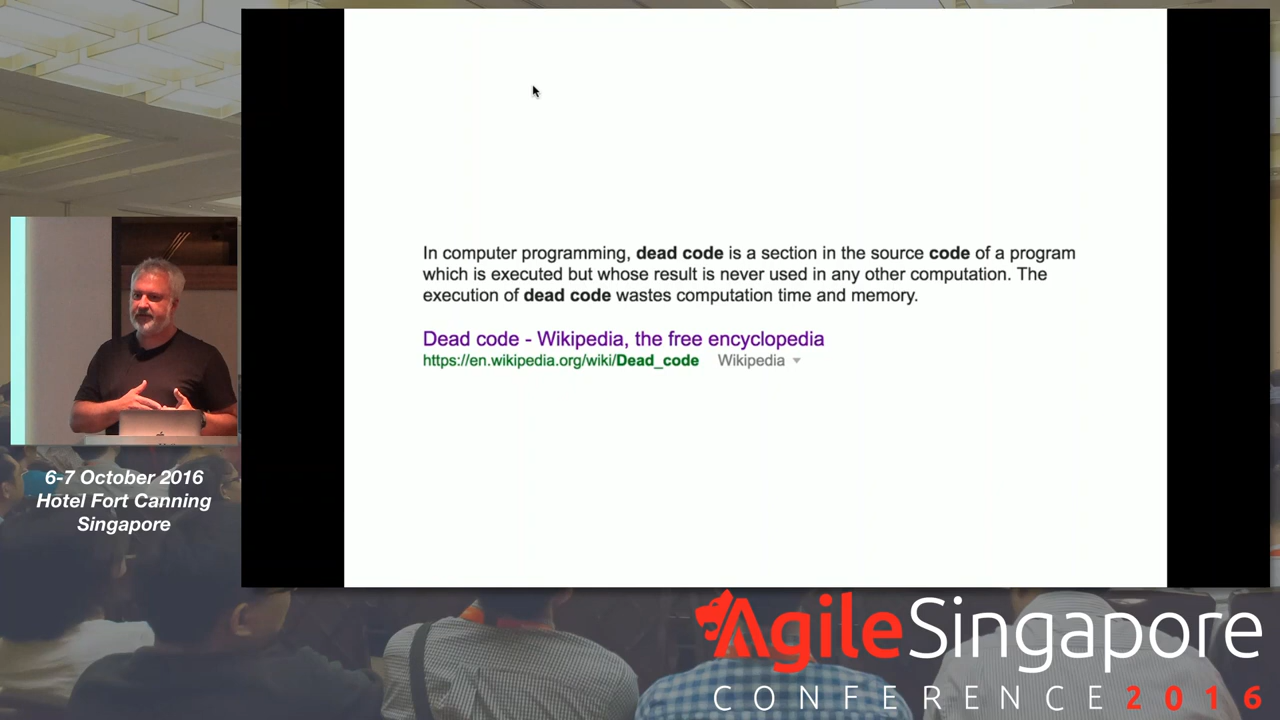 In computer programming, dead code is a section in the source code of a program
which is executed but whose result is never used in any other computation. The
execution of dead code wastes computation time and memory.
Dead code - Wikipedia, the free encyclopedia
https://en.wikipedia.org/wiki/Dead_code Wikipedia
6-7 October 2016
Hotel Fort Canning
Singapore
AgileSingapore
CONFERENCE 2016